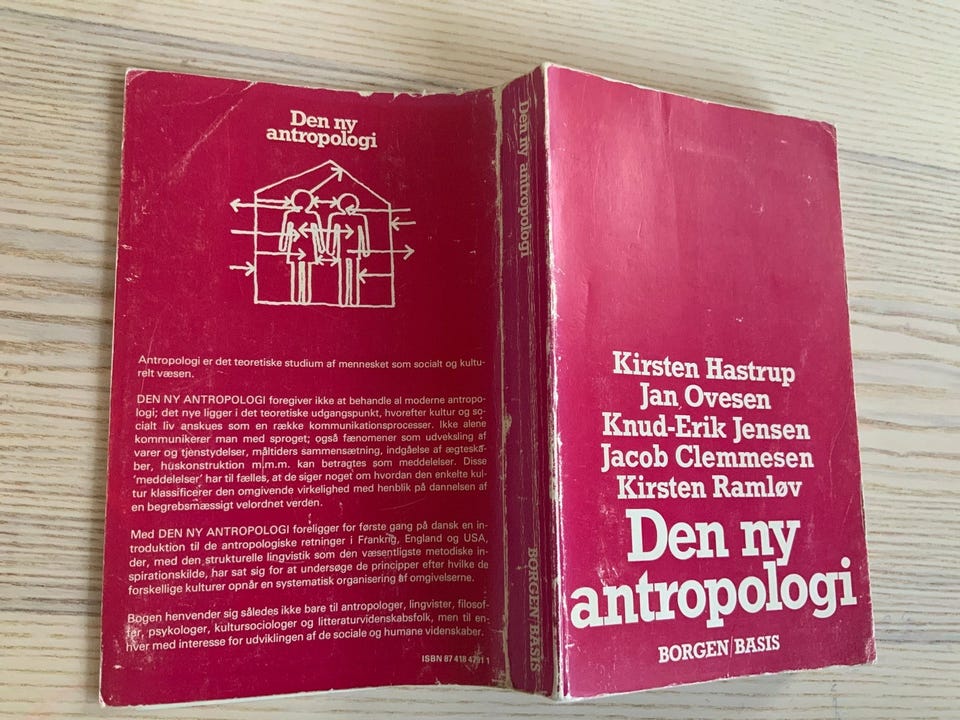 Den ny
antropologi
Antropologi er det teoretiske studium af mennesket som socialt og kultu-
relt væsen.
DEN NY ANTROPOLOGI foregiver ikke at behandle al moderne antropo-
logi; det nye ligger i det teoretiske udgangspunkt, hvorefter kultur og so-
cialt liv anskues som en række kommunikationsprocesser. Ikke alene
kommunikerer man med sproget; også fænomener som udveksling af
varer og tjenstydelser, måltiders sammensætning, indgåelse af ægteska-
ber, huskonstruktion m.m.m. kan betragtes som meddelelser. Disse
'meddelelser' har til fælles, at de siger noget om hvordan den enkelte kul-
tur klassificerer den omgivende virkelighed med henblik på dannelsen af
en begrebsmæssigt velordnet verden.
Med DEN NY ANTROPOLOGI foreligger for første gang på dansk en in-
troduktion til de antropologiske retninger i Frankrig, England og USA,
der, med den strukturelle lingvistik som den væsentligste metodiske in-
spirationskilde, har sat sig for at undersøge de principper efter hvilke de
forskellige kulturer opnår en systematisk organisering af omgivelserne.
Bogen henvender sig således ikke bare til antropologer, lingvister, filosof-
fer, psykologer, kultursociologer og litteraturvidenskabsfolk, men til en-
hver med interesse for udviklingen af de sociale og humane videnskaber.
ISBN 87 418 4791 1
Den ny antropologi
BORGEN/BASIS
Kirsten Hastrup
Jan Ovesen
Knud-Erik Jensen
Jacob Clemmesen
Kirsten Ramløv
Den ny
antropologi
BORGEN/BASIS